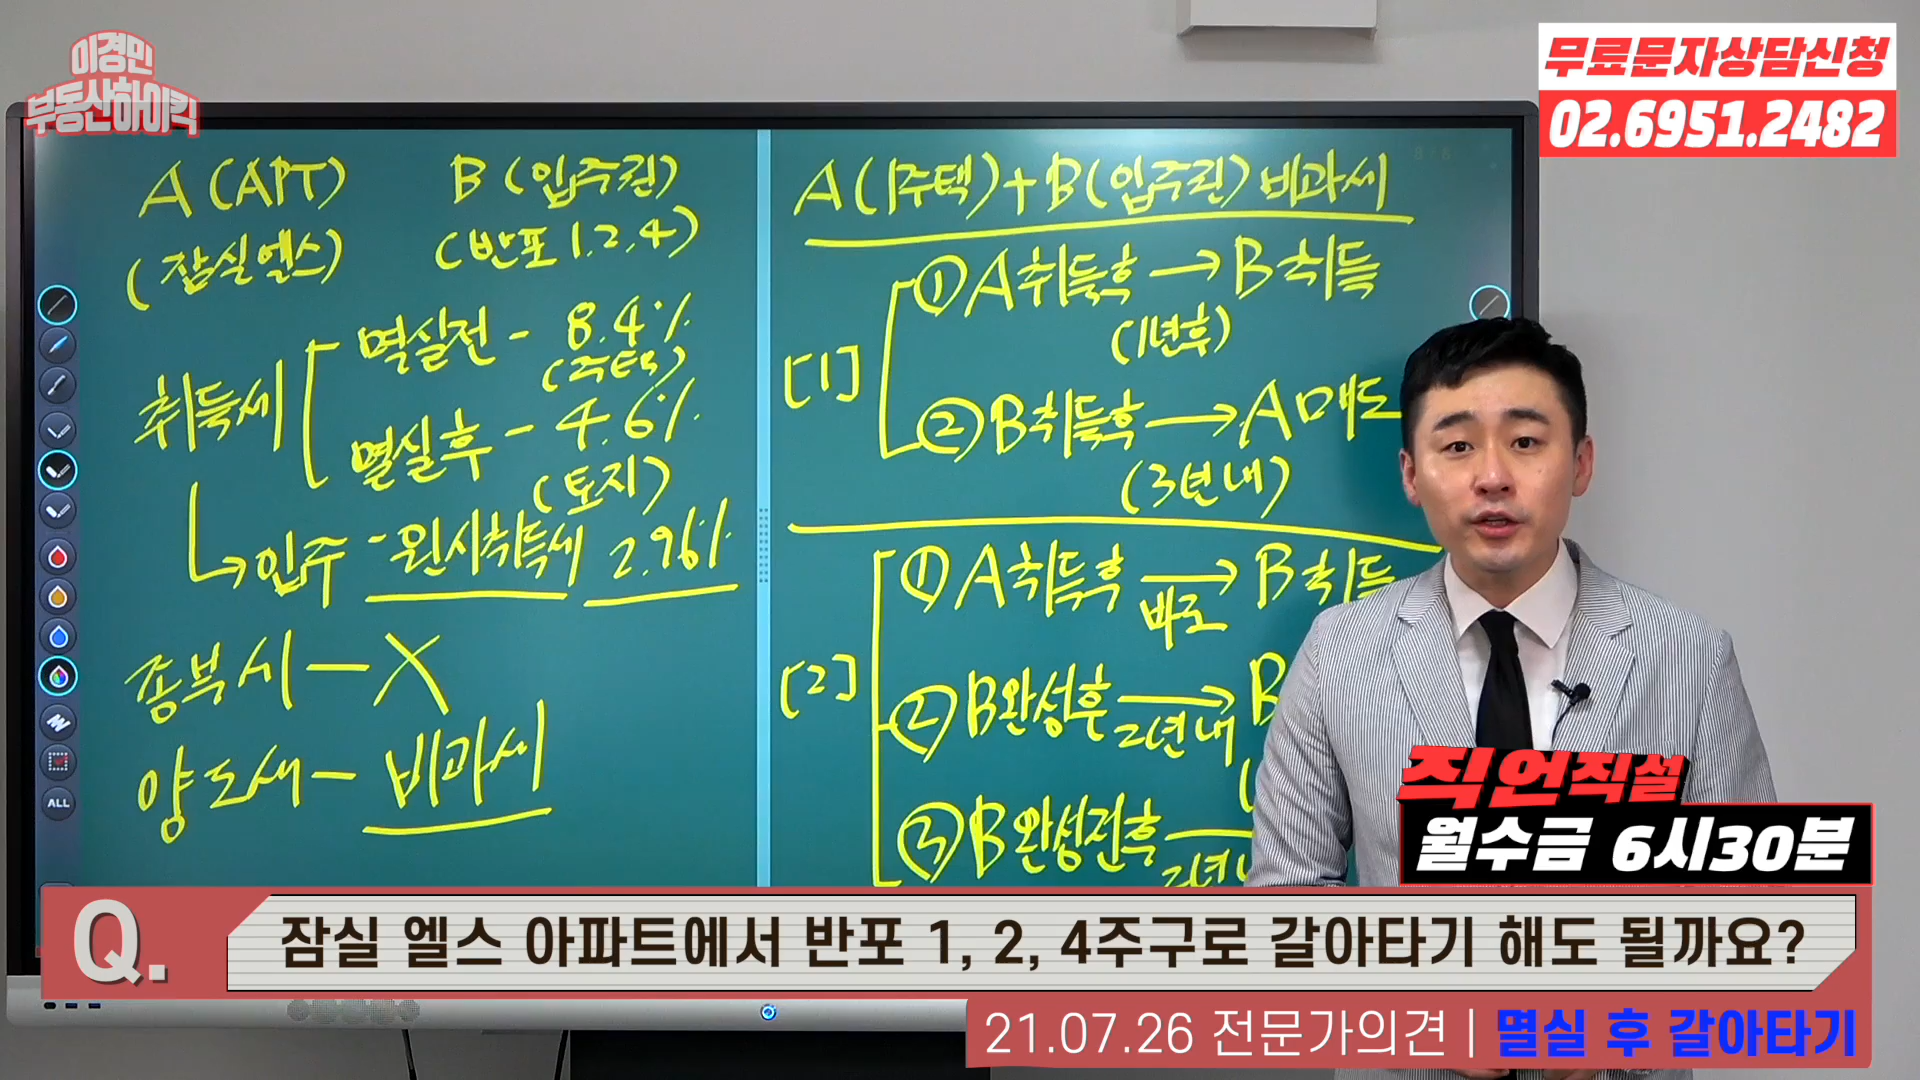 이경민
부동산하이킥
무료문자상담신청
02.6951.2482
A (APT) B (입주권)
(잠실엘스) (반포 1.2.4)
취득세
멸실전 - 8.4%
(주택)
멸실후 - 4.6%
(토지)
입주 - 원시취득세 2.96%
종부세 - X
양도세 - 비과세
A (1주택) + B (입주권) 비과세
[1]
① A취득후 → B취득
(1년후)
② B취득후 → A매도
(3년내)
[2]
① A취득후 → B취득
바로
② B완성후 → B
2년내
③ B완성전후
2년내
ALL
직언직설
월수금 6시30분
Q. 잠실 엘스 아파트에서 반포 1, 2, 4주구로 갈아타기 해도 될까요?
21.07.26 전문가의견 | 멸실 후 갈아타기